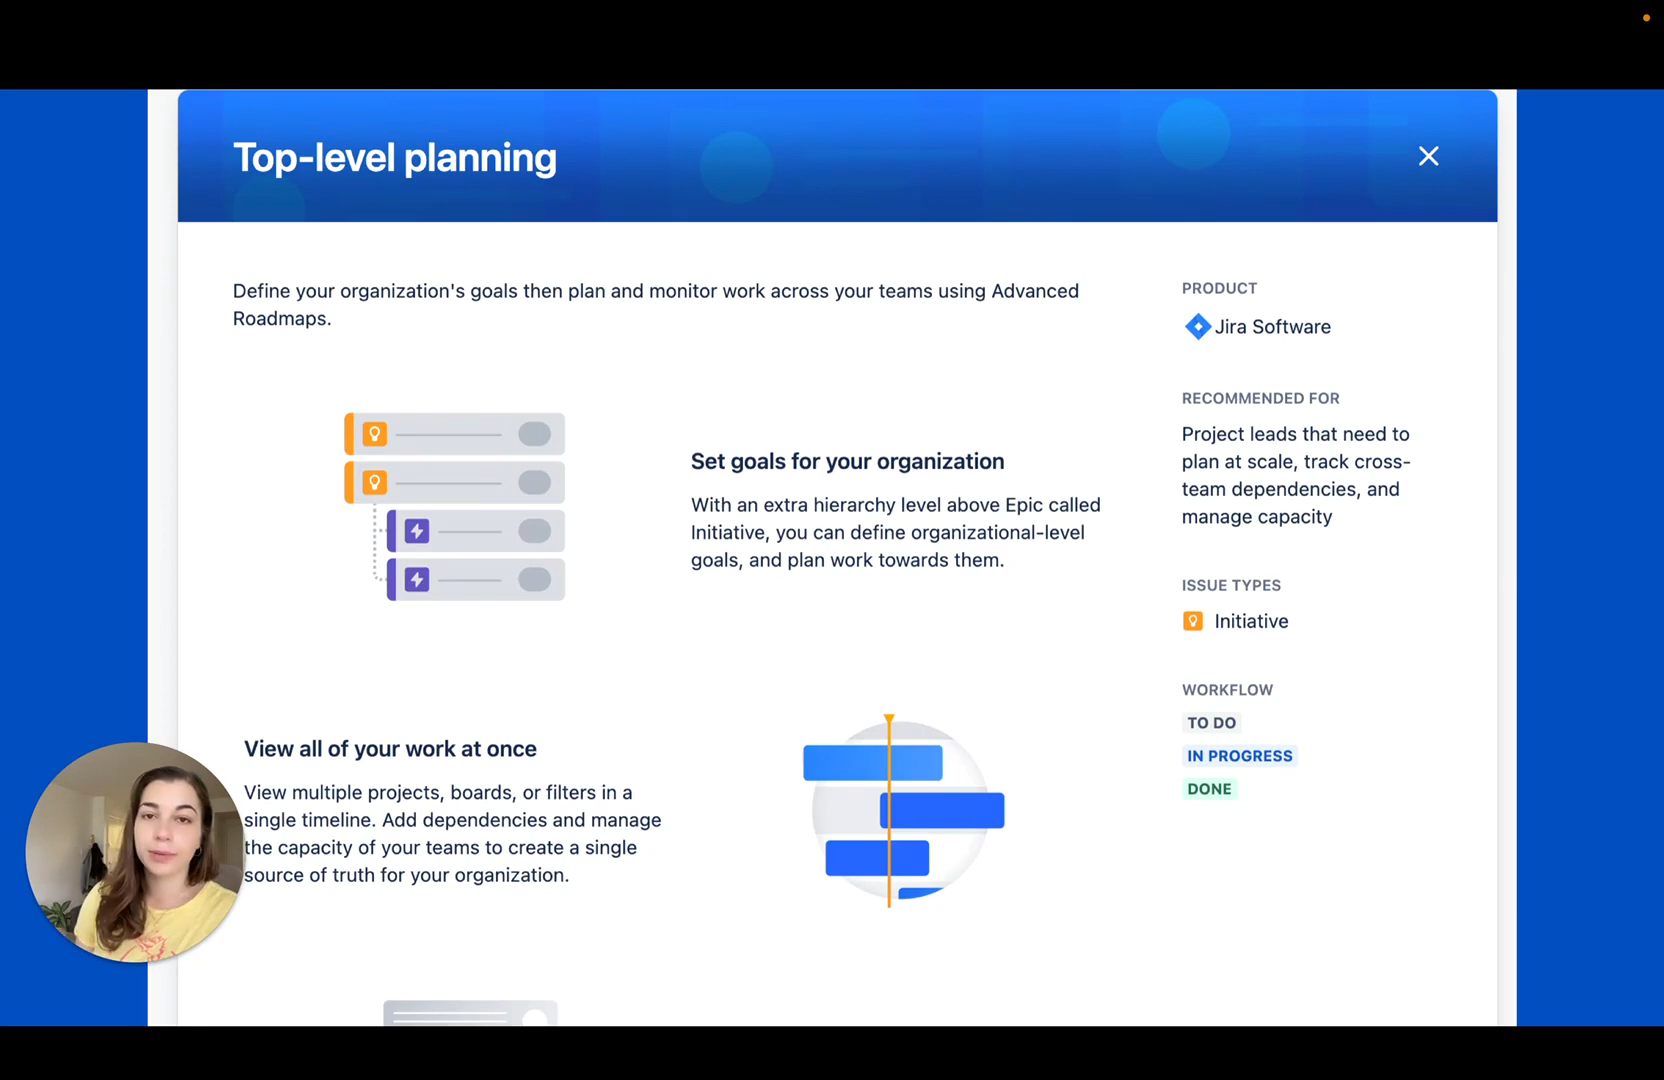 Top-level planning
Define your organization's goals then plan and monitor work across your teams using Advanced
Roadmaps.
Set goals for your organization
With an extra hierarchy level above Epic called
Initiative, you can define organizational-level
goals, and plan work towards them.
View all of your work at once
View multiple projects, boards, or filters in a
single timeline. Add dependencies and manage
the capacity of your teams to create a single
source of truth for your organization.
PRODUCT
Jira Software
RECOMMENDED FOR
Project leads that need to
plan at scale, track cross-
team dependencies, and
manage capacity
ISSUE TYPES
Initiative
WORKFLOW
TO DO
IN PROGRESS
DONE